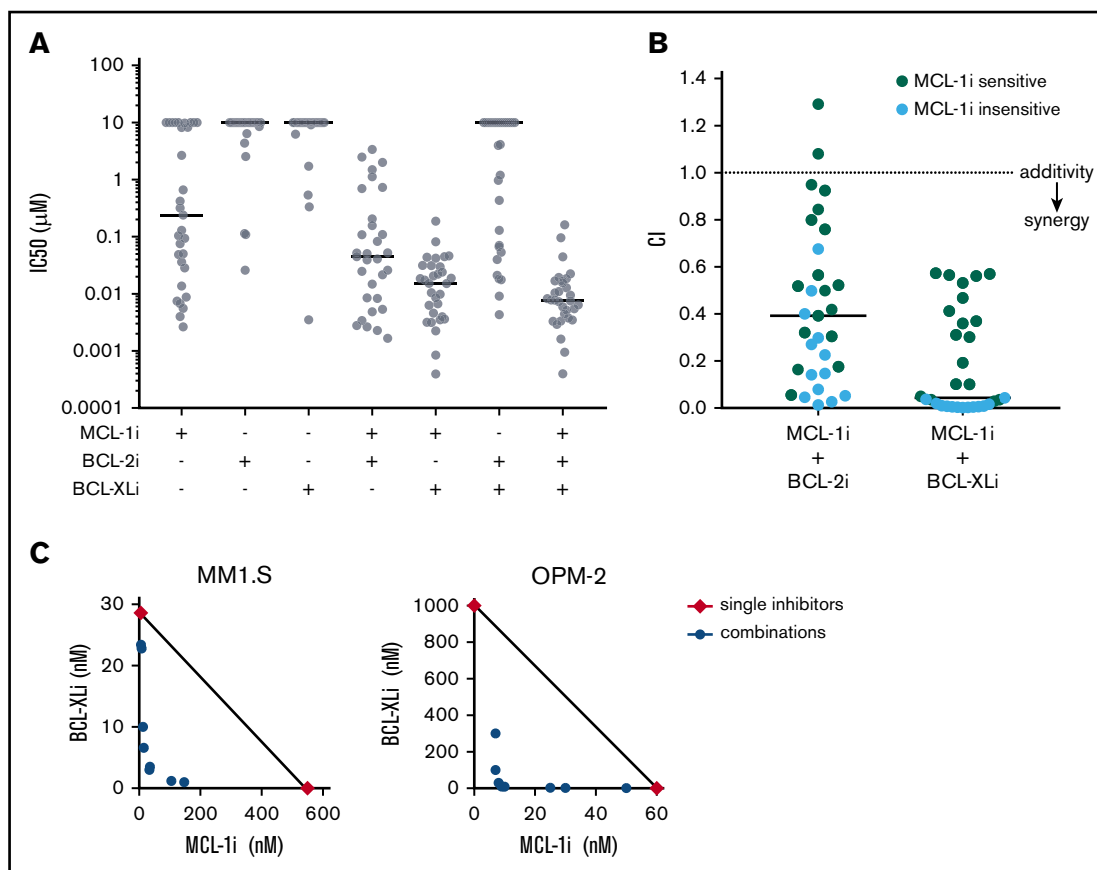 A
IC50 (µM)
100
10
1
0.1
0.01
0.001
0.0001
MCL-1i + - - + + - +
BCL-2i - + - + - + +
BCL-XLi - - + - + + +
B
CI
1.4
1.2
1.0
0.8
0.6
0.4
0.2
0.0
MCL-1i sensitive
MCL-1i insensitive
additivity
synergy
MCL-1i
+
BCL-2i
MCL-1i
+
BCL-XLi
C
MM1.S
BCL-XLi (nM)
30
20
10
0
0 200 400 600
MCL-1i (nM)
OPM-2
BCL-XLi (nM)
1000
800
600
400
200
0
0 20 40 60
MCL-1i (nM)
single inhibitors
combinations